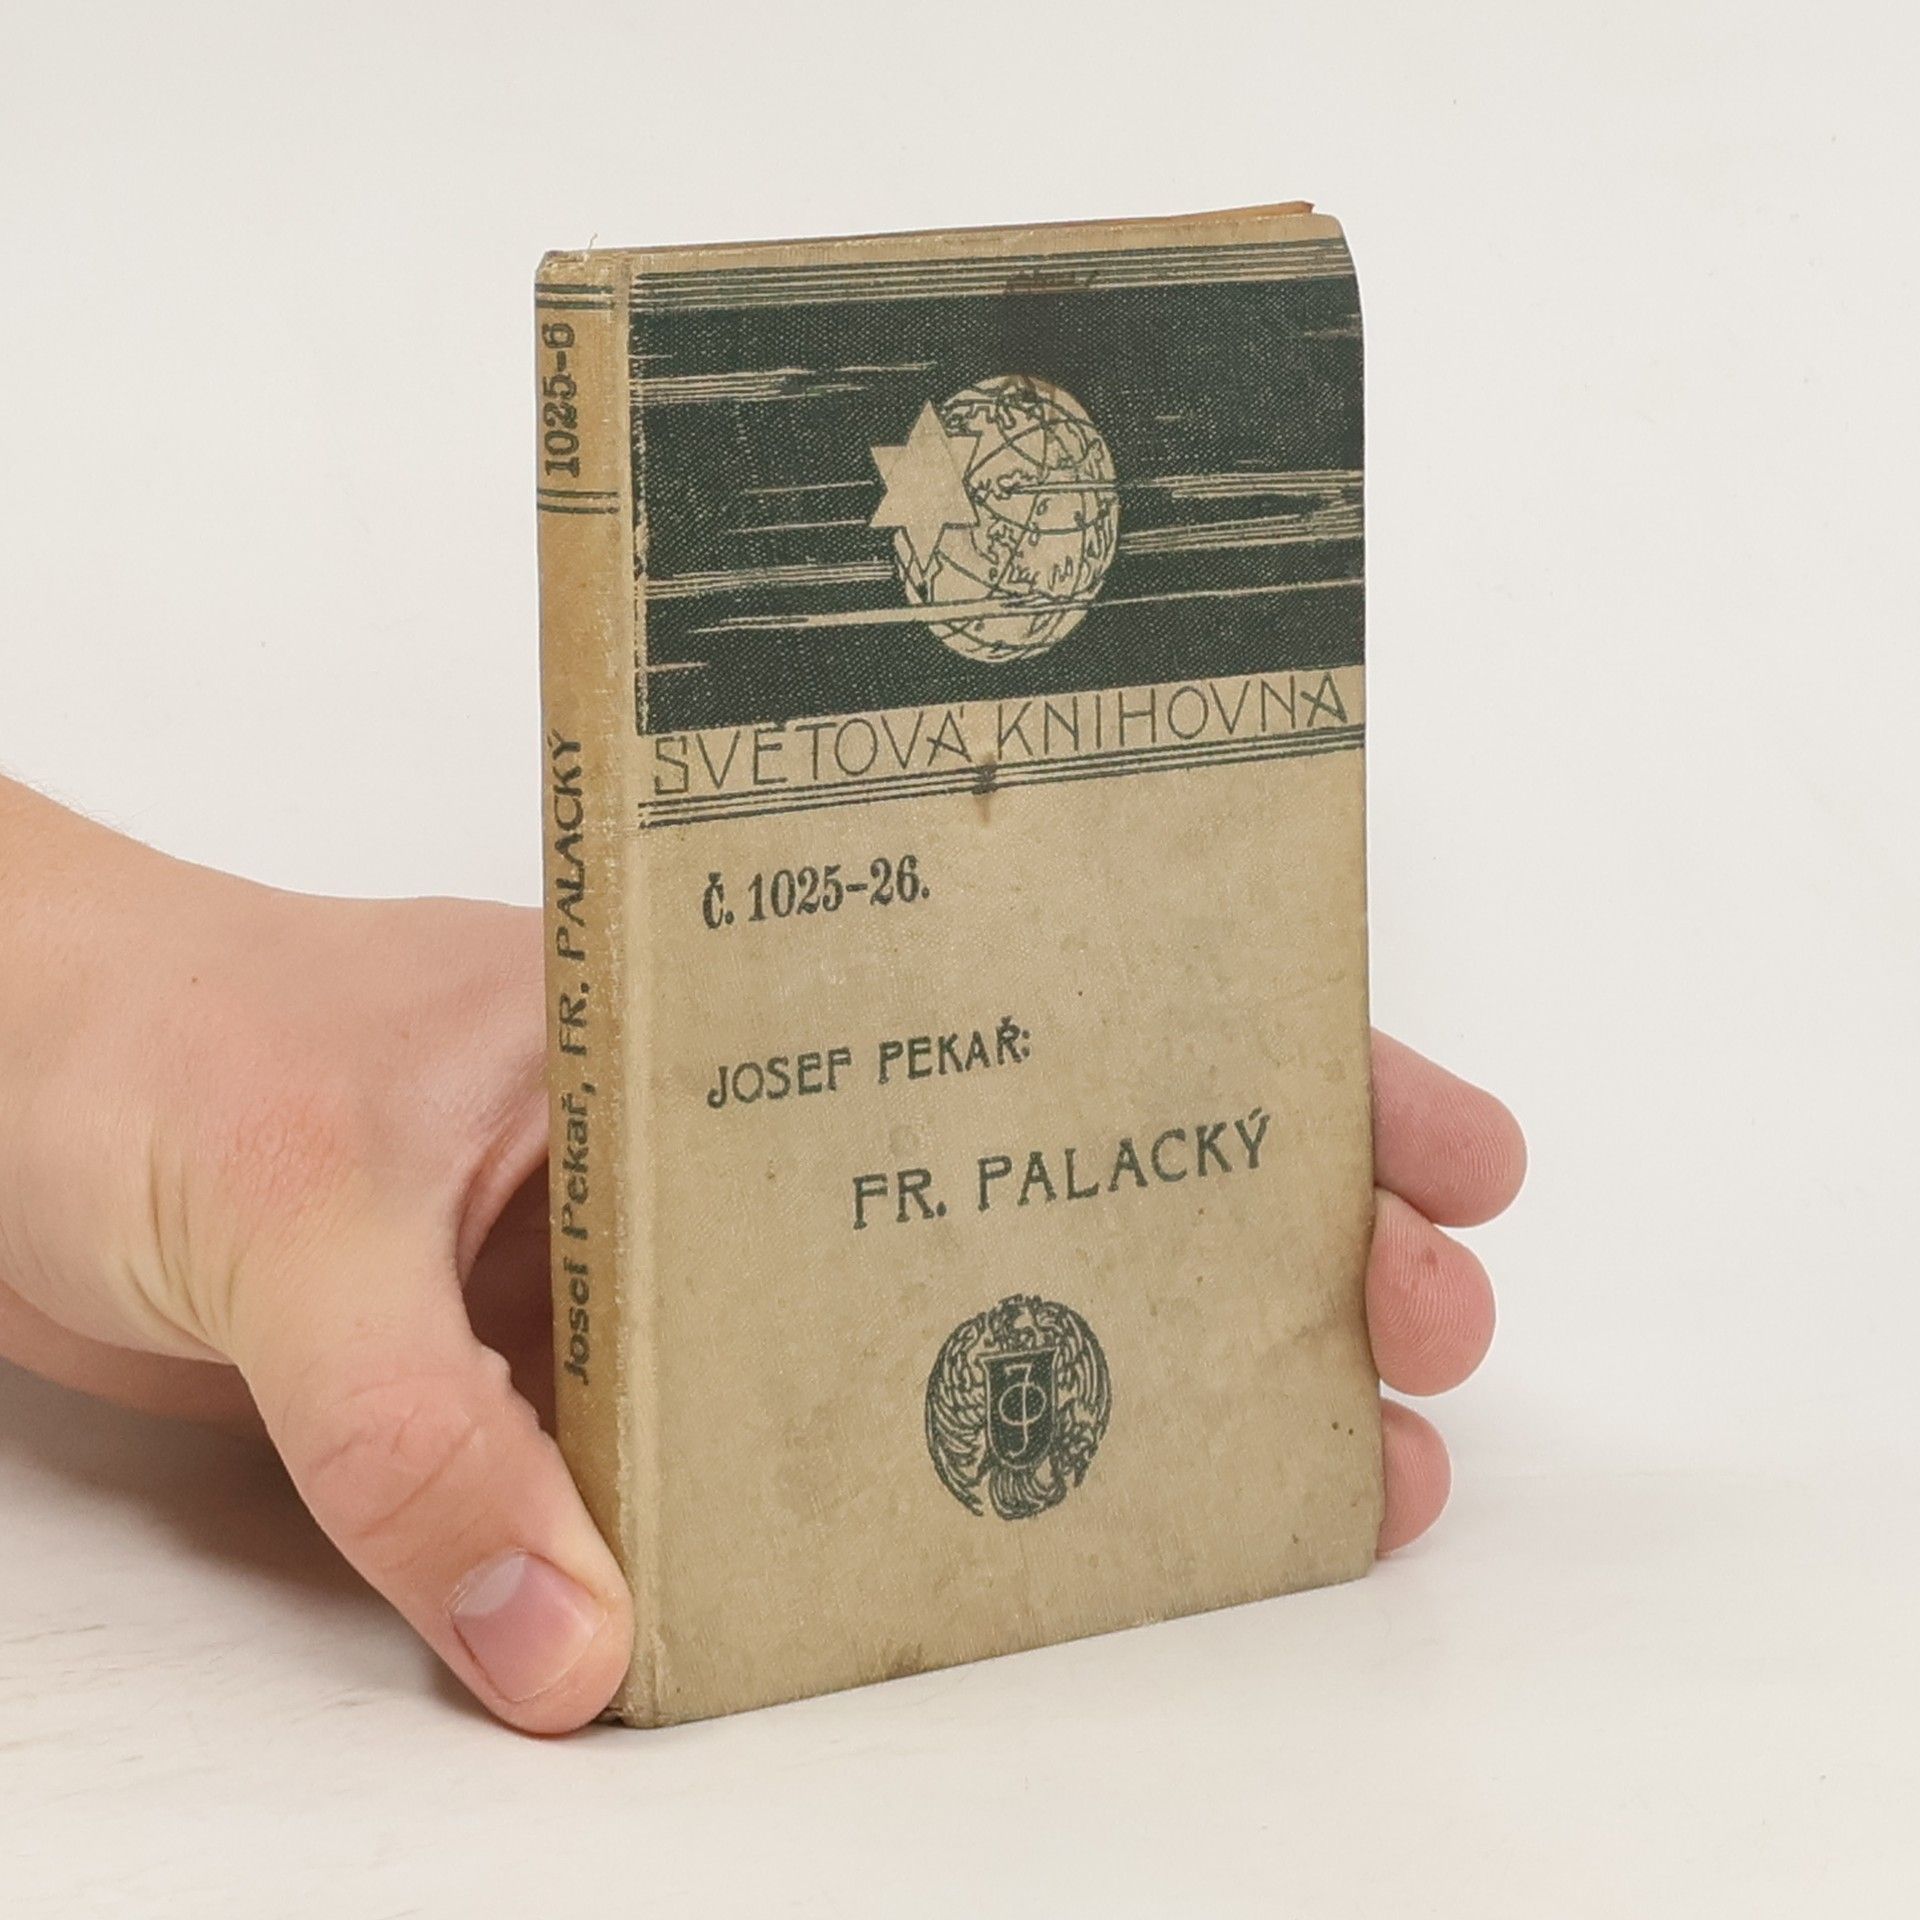 1025-6
Josef Pekař, FR. PALACKÝ
SVĚTOVÁ KNIHOVNA
Č. 1025-26.
JOSEF PEKAŘ:
FR. PALACKÝ